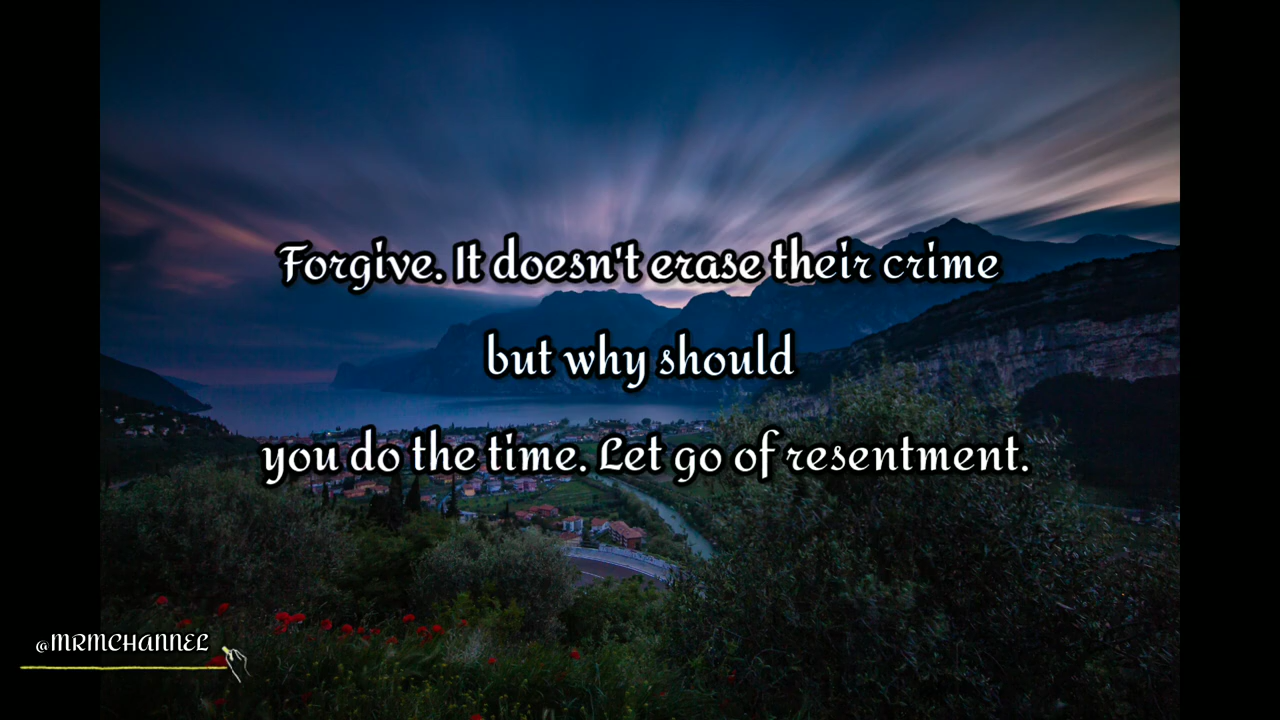 Forgive. It doesn't erase their crime
but why should
you do the time. Let go of resentment.
@MRMCHANNEL